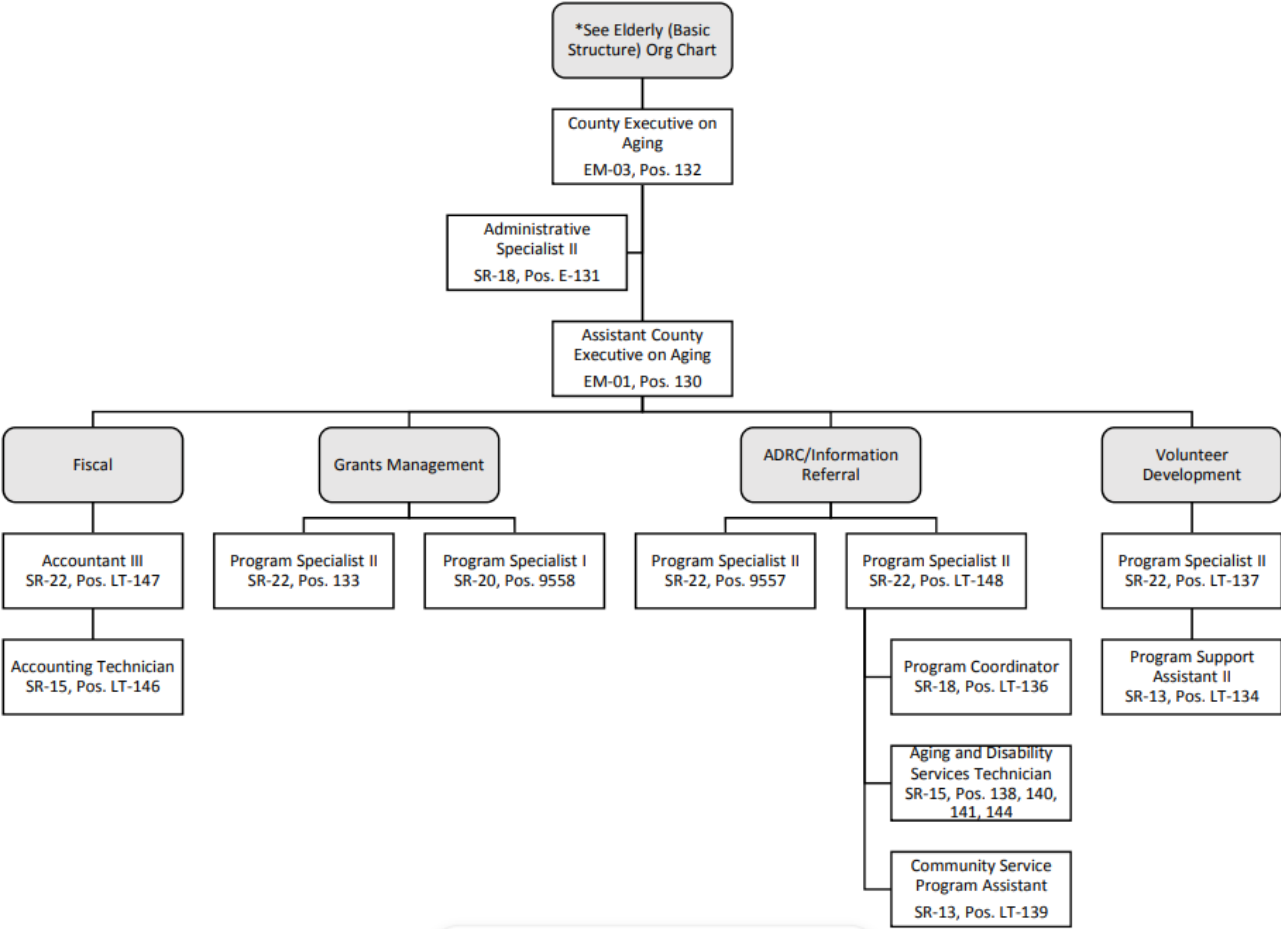 *See Elderly (Basic
Structure) Org Chart
County Executive on
Aging
EM-03, Pos. 132
Administrative
Specialist II
SR-18, Pos. E-131
Assistant County
Executive on Aging
EM-01, Pos. 130
Fiscal
Grants Management
ADRC/Information
Referral
Volunteer
Development
Accountant III
SR-22, Pos. LT-147
Program Specialist II
SR-22, Pos. 133
Program Specialist I
SR-20, Pos. 9558
Program Specialist II
SR-22, Pos. 9557
Program Specialist II
SR-22, Pos. LT-148
Program Specialist II
SR-22, Pos. LT-137
Accounting Technician
SR-15, Pos. LT-146
Program Coordinator
SR-18, Pos. LT-136
Program Support
Assistant II
SR-13, Pos. LT-134
Aging and Disability
Services Technician
SR-15, Pos. 138, 140,
141, 144
Community Service
Program Assistant
SR-13, Pos. LT-139